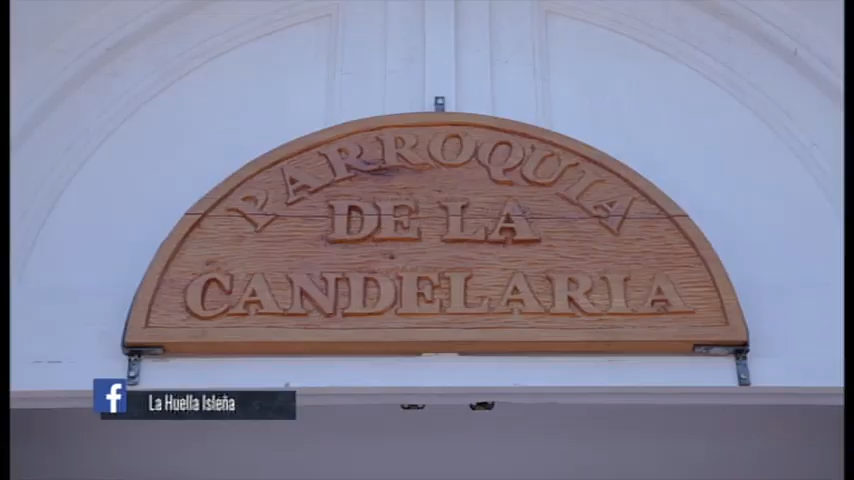 PARROQUIA
DE LA
CANDELARIA
f La Huella Isleña